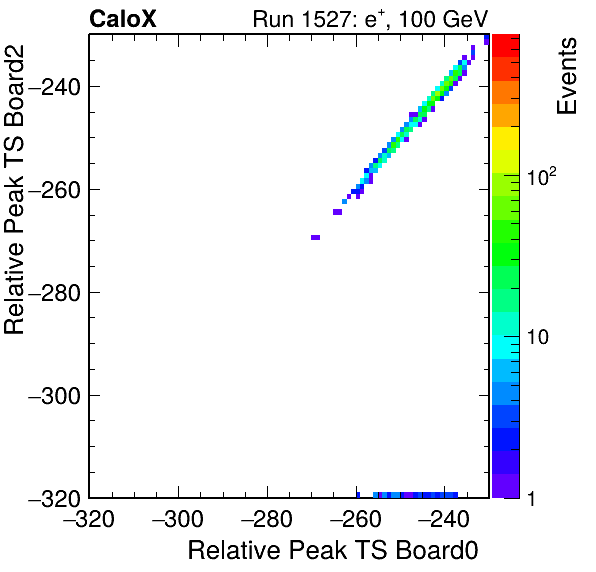 CaloX Run 1527: e⁺, 100 GeV
Relative Peak TS Board2
−240
−260
−280
−300
−320
−320 −300 −280 −260 −240
Relative Peak TS Board0
Events
10²
10
1